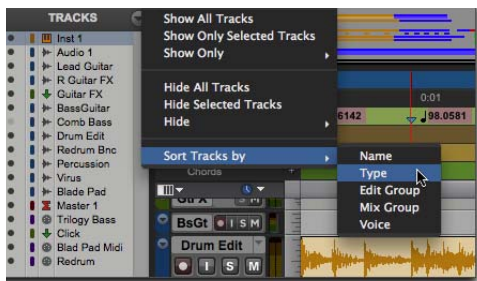 TRACKS
Inst 1
Audio 1
Lead Guitar
R Guitar FX
Guitar FX
BassGuitar
Comb Bass
Drum Edit
Redrum Bnc
Percussion
Virus
Blade Pad
Master 1
Trilogy Bass
Click
Blad Pad Midi
Redrum
Show All Tracks
Show Only Selected Tracks
Show Only
Hide All Tracks
Hide Selected Tracks
Hide
Sort Tracks by
Name
Type
Edit Group
Mix Group
Voice
0:01
6142
98.0581
Chords
+
BsGt
I S M
Drum Edit
I S M